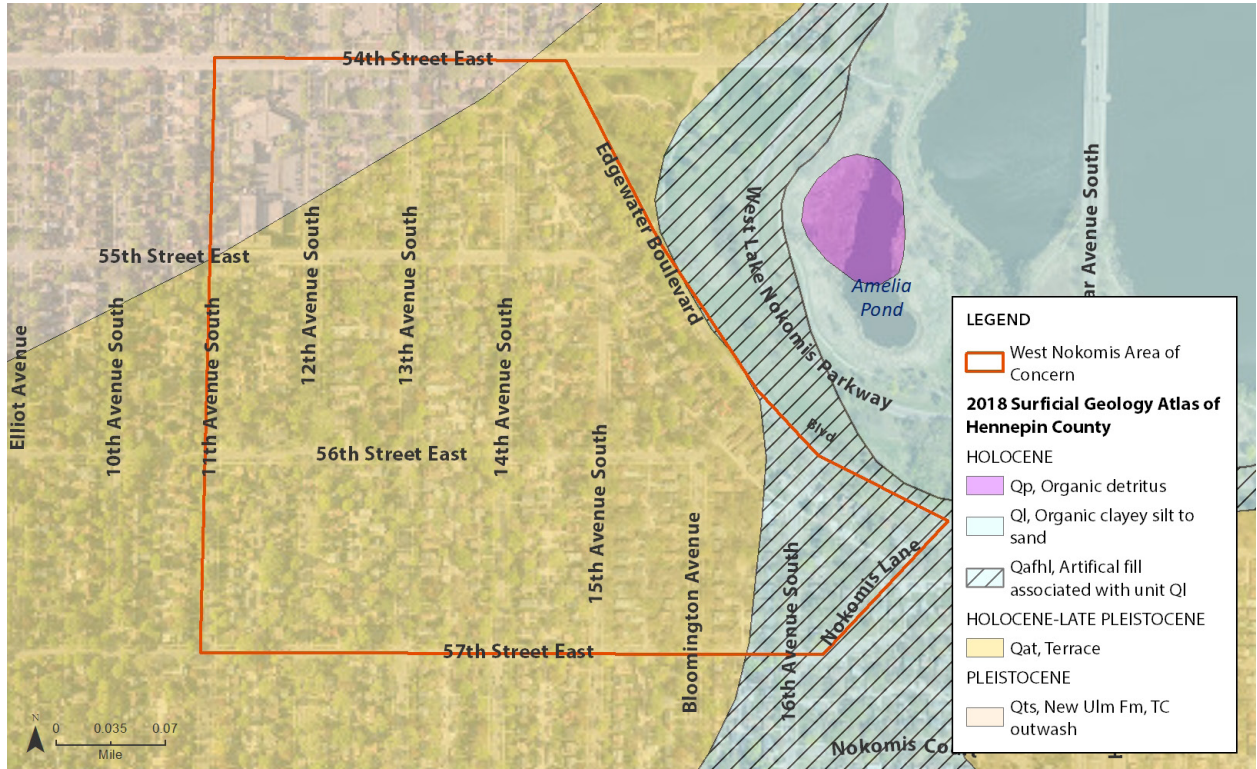 54th Street East
Edgewater Boulevard
West Lake Nokomis Parkway
ar Avenue South
55th Street East
12th Avenue South
13th Avenue South
Amelia
Pond
Elliot Avenue
10th Avenue South
11th Avenue South
14th Avenue South
Blvd
56th Street East
15th Avenue South
Bloomington Avenue
16th Avenue South
Nokomis Lane
57th Street East
N
0 0.035 0.07
Mile
LEGEND
West Nokomis Area of
Concern
2018 Surficial Geology Atlas of
Hennepin County
HOLOCENE
Qp, Organic detritus
Ql, Organic clayey silt to
sand
Qafhl, Artifical fill
associated with unit Ql
HOLOCENE-LATE PLEISTOCENE
Qat, Terrace
PLEISTOCENE
Qts, New Ulm Fm, TC
outwash